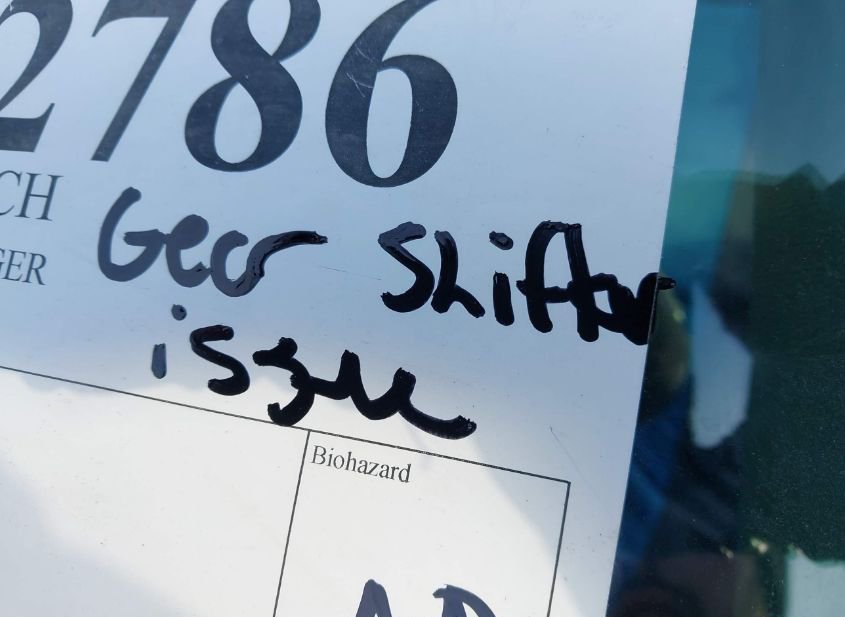 2786
CH
GER
Gear Shifter
issue
Biohazard